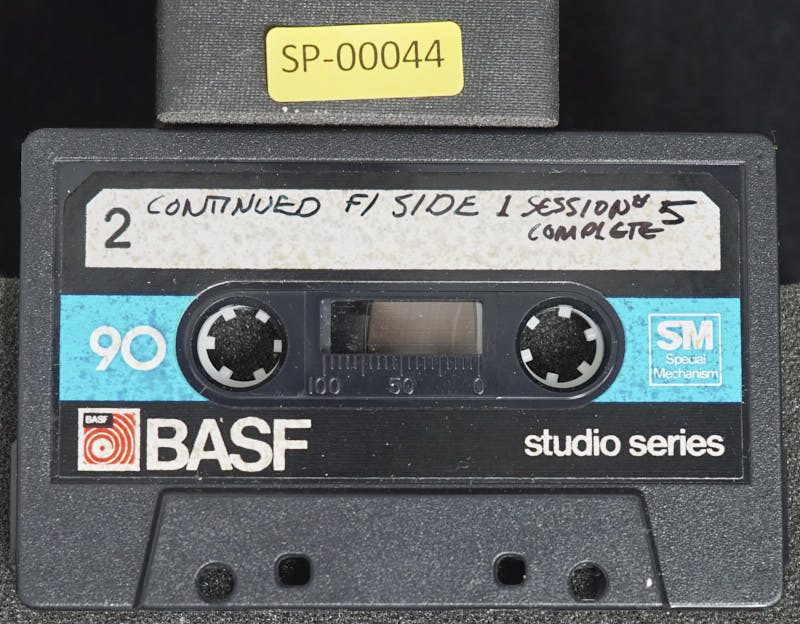 SP-00044
2 CONTINUED F/ SIDE 1 SESSION# 5
COMPLETE
90
SM
Special
Mechanism
100 50 0
BASF
BASF
studio series